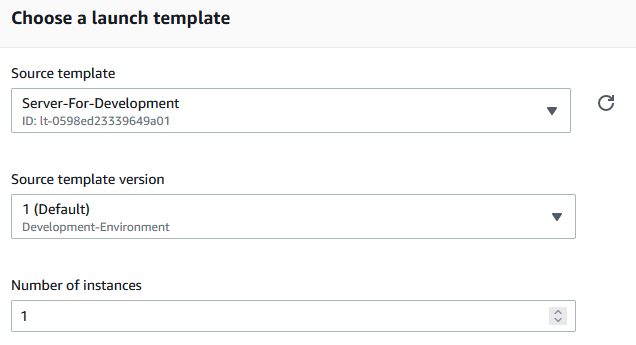 Choose a launch template
Source template
Server-For-Development
ID: lt-0598ed23339649a01
Source template version
1 (Default)
Development-Environment
Number of instances
1